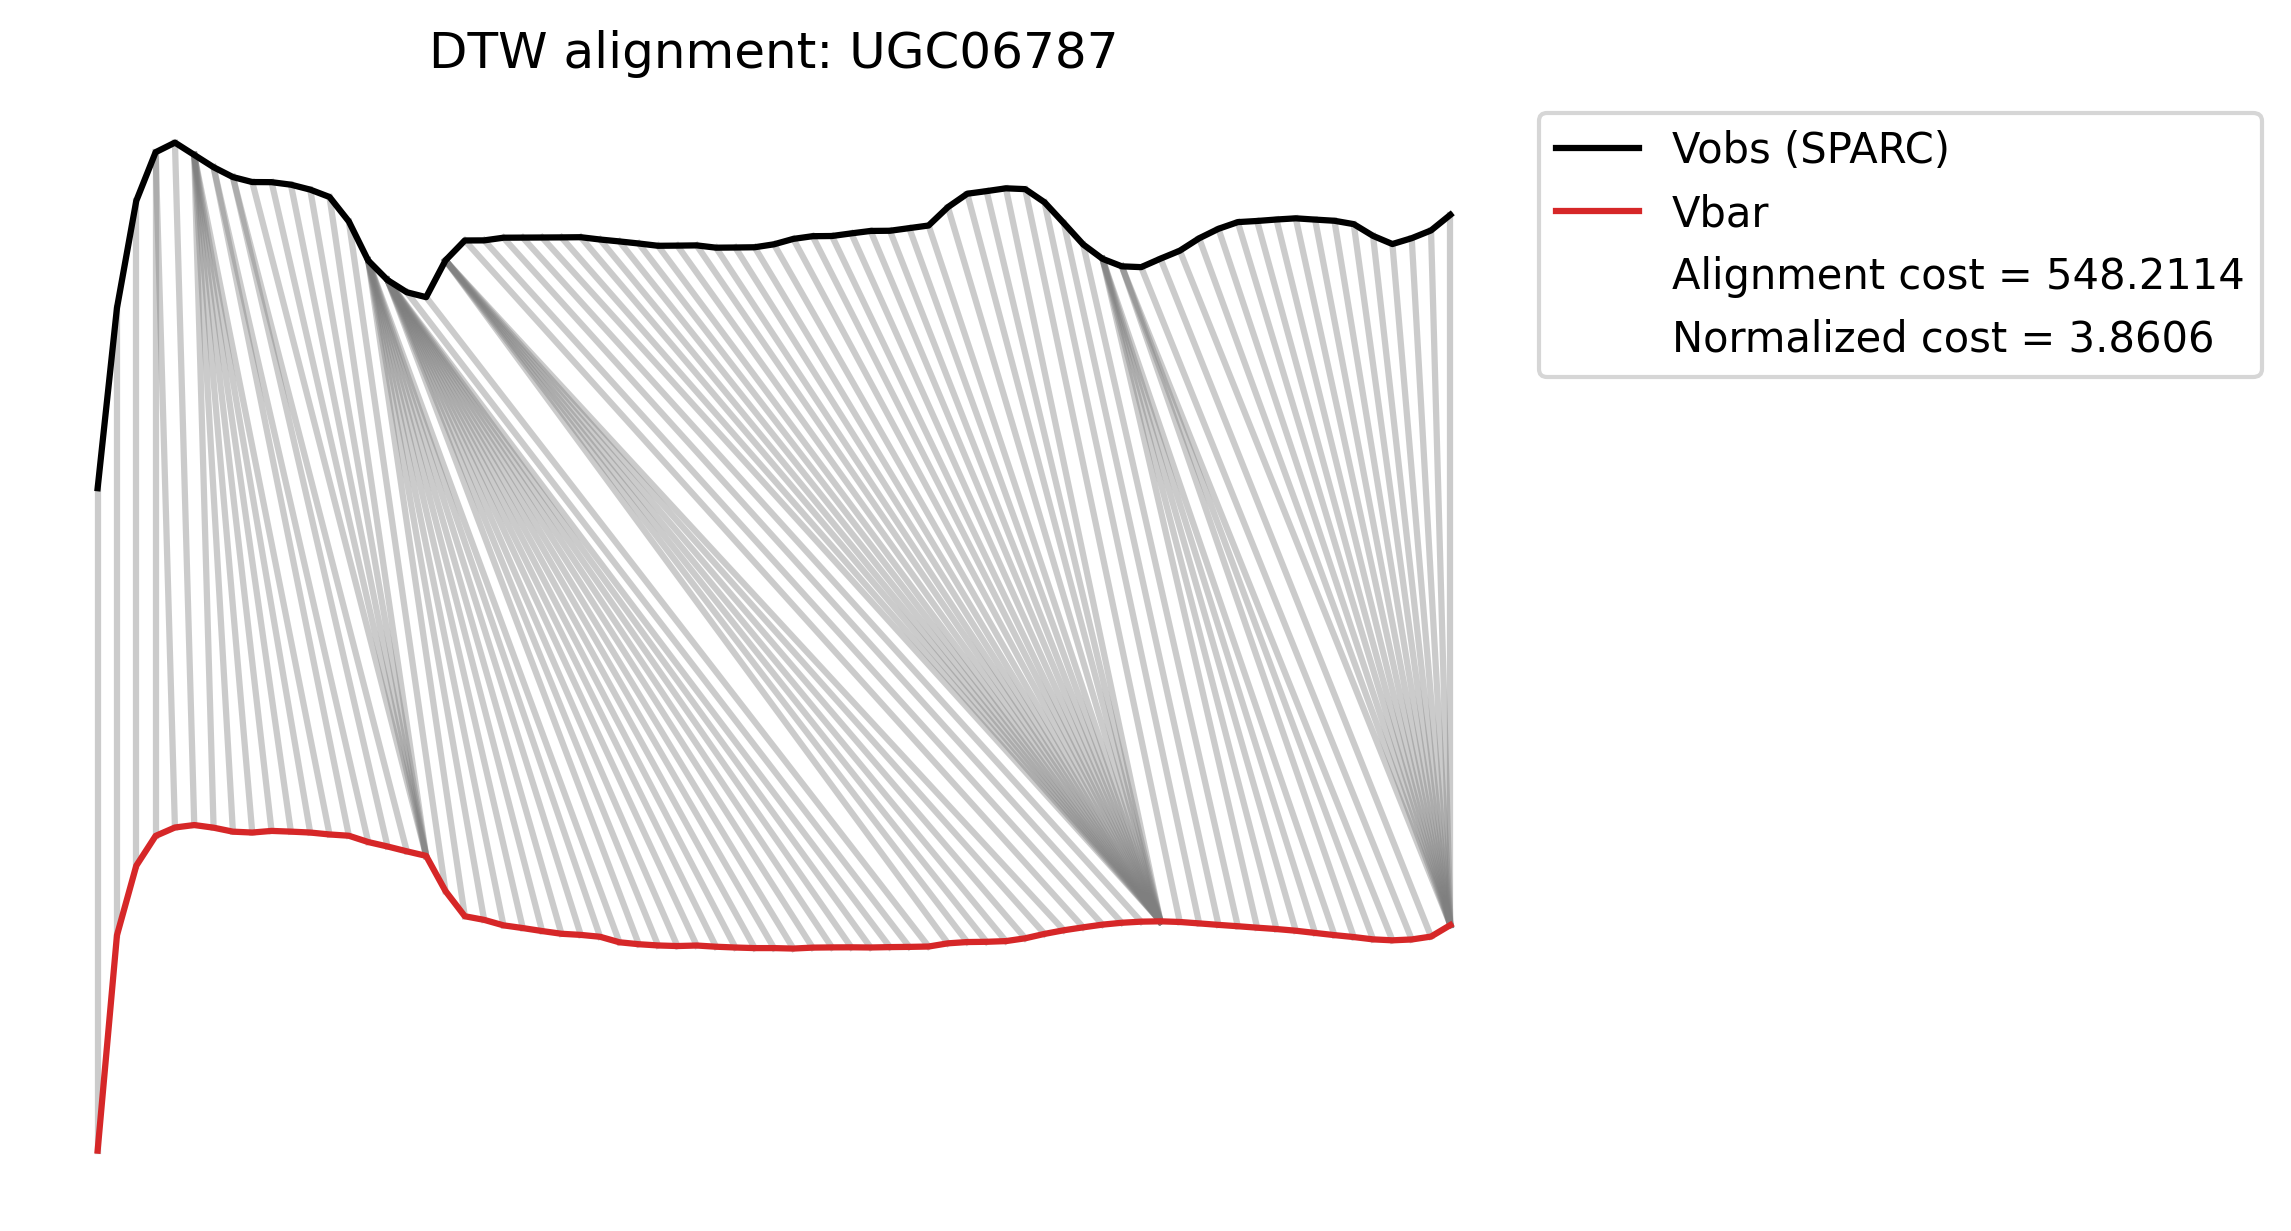 DTW alignment: UGC06787
Vobs (SPARC)
Vbar
Alignment cost = 548.2114
Normalized cost = 3.8606